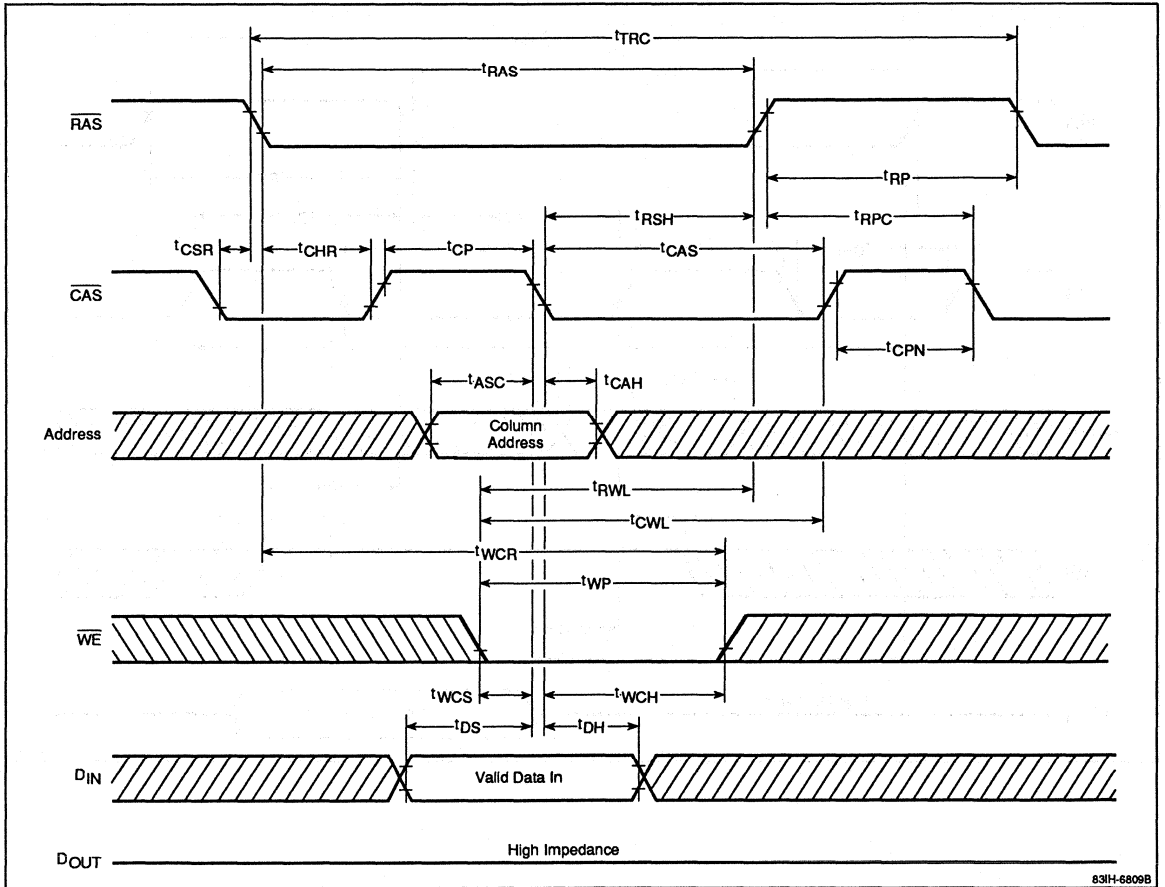 tTRC
tRAS
RAS
tRP
tRSH
tRPC
tCSR
tCHR
tCP
tCAS
CAS
tCPN
tASC
tCAH
Address
Column
Address
tRWL
tCWL
tWCR
tWP
WE
tWCS
tWCH
tDS
tDH
DIN
Valid Data In
High Impedance
DOUT
83IH-6809B